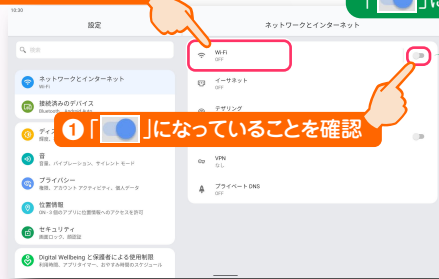 10:30
設定
ネットワークとインターネット
「 」に
検索
ネットワークとインターネット
Wi-Fi
接続済みのデバイス
Bluetooth、Android Auto
ディス
音
音量、バイブレーション、サイレント モード
プライバシー
権限、アカウント アクティビティ、個人データ
位置情報
ON - 3 個のアプリに位置情報へのアクセスを許可
セキュリティ
画面ロック、顔認証
Digital Wellbeing と保護者による使用制限
利用時間、アプリタイマー、おやすみ時間のスケジュール
Wi-Fi
OFF
イーサネット
OFF
テザリング
❶「 」になっていることを確認
VPN
なし
プライベート DNS
OFF